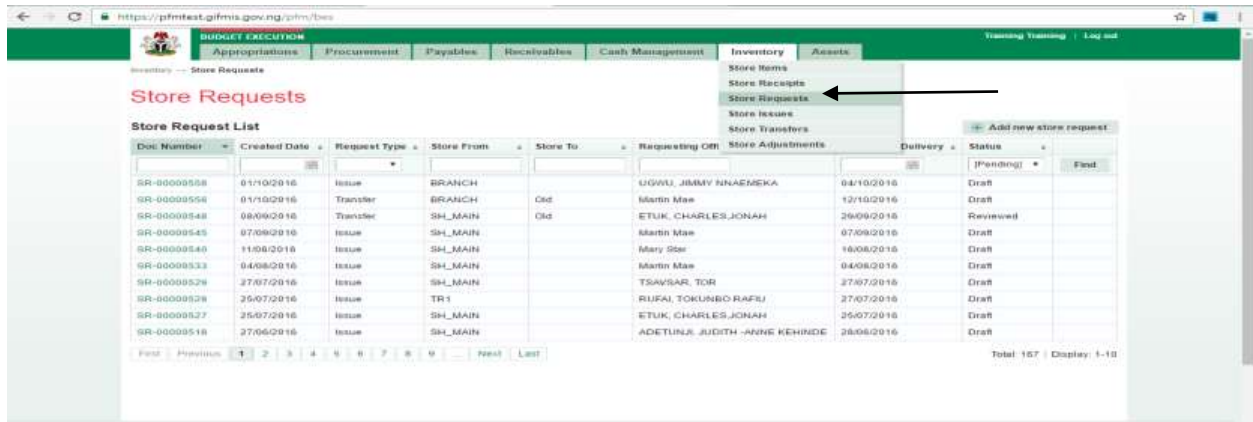 https://pfmtest.gifmis.gov.ng/pfm/bes
BUDGET EXECUTION
Training Training | Log out
Appropriations Procurement Payables Receivables Cash Management Inventory Assets
Inventory — Store Requests
Store Items
Store Receipts
Store Requests
Store Issues
Store Transfers
Store Adjustments
Store Requests
Store Request List
Add new store request
Doc Number Created Date Request Type Store From Store To Requesting Offi Delivery Status
[Pending] Find
SR-00000558 01/10/2016 Issue BRANCH UGWU, JIMMY NNAEMEKA 04/10/2016 Draft
SR-00000556 01/10/2016 Transfer BRANCH Old Martin Mae 12/10/2016 Draft
SR-00000548 08/09/2016 Transfer SH_MAIN Old ETUK, CHARLES,JONAH 29/09/2016 Reviewed
SR-00000545 07/09/2016 Issue SH_MAIN Martin Mae 07/09/2016 Draft
SR-00000540 11/08/2016 Issue SH_MAIN Mary Star 16/08/2016 Draft
SR-00000533 04/08/2016 Issue SH_MAIN Martin Mae 04/08/2016 Draft
SR-00000529 27/07/2016 Issue SH_MAIN TSAVSAR, TOR 27/07/2016 Draft
SR-00000528 25/07/2016 Issue TR1 RUFAI, TOKUNBO RAFIU 27/07/2016 Draft
SR-00000527 25/07/2016 Issue SH_MAIN ETUK, CHARLES,JONAH 25/07/2016 Draft
SR-00000516 27/06/2016 Issue SH_MAIN ADETUNJI, JUDITH -ANNE KEHINDE 28/06/2016 Draft
First Previous 1 2 3 4 5 6 7 8 9 ... Next Last
Total: 167 | Display: 1-10